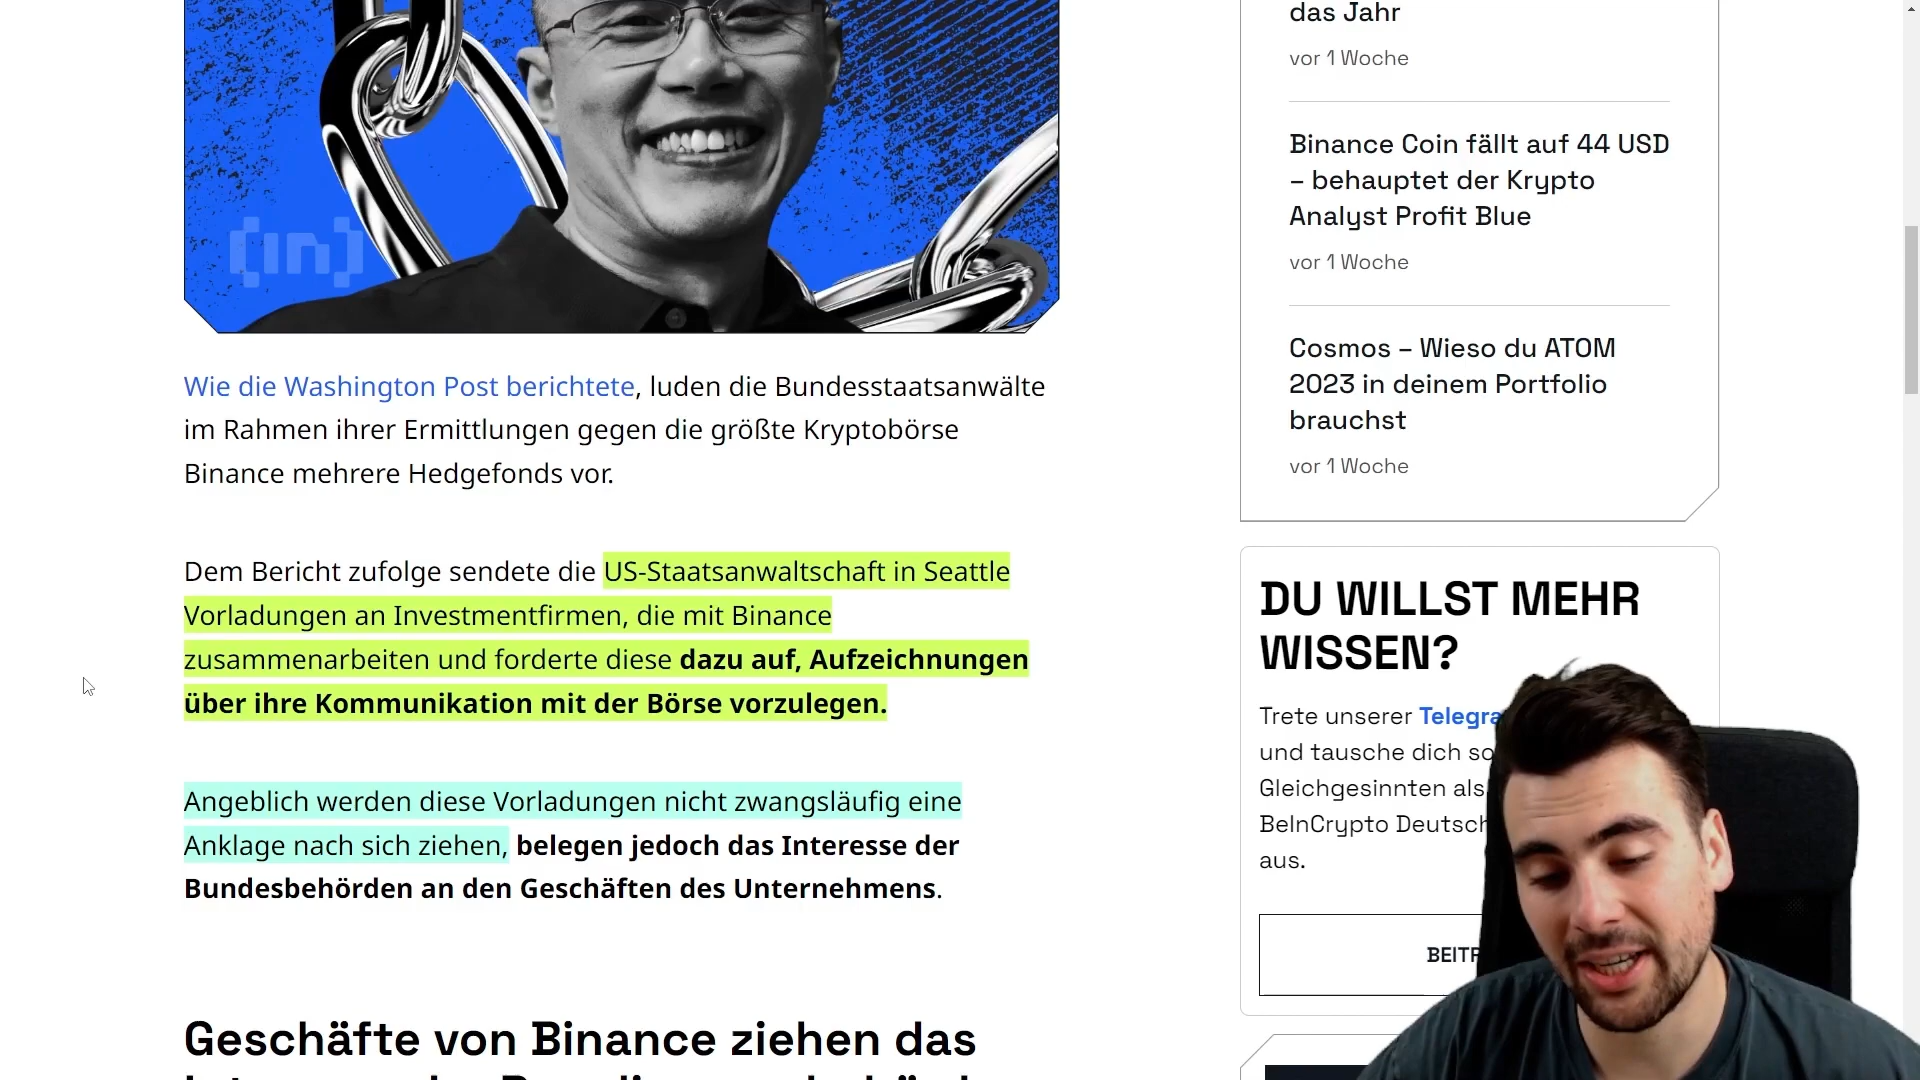 [in]
Wie die Washington Post berichtete, luden die Bundesstaatsanwälte
im Rahmen ihrer Ermittlungen gegen die größte Kryptobörse
Binance mehrere Hedgefonds vor.
Dem Bericht zufolge sendete die US-Staatsanwaltschaft in Seattle
Vorladungen an Investmentfirmen, die mit Binance
zusammenarbeiten und forderte diese dazu auf, Aufzeichnungen
über ihre Kommunikation mit der Börse vorzulegen.
Angeblich werden diese Vorladungen nicht zwangsläufig eine
Anklage nach sich ziehen, belegen jedoch das Interesse der
Bundesbehörden an den Geschäften des Unternehmens.
Geschäfte von Binance ziehen das
das Jahr
vor 1 Woche
Binance Coin fällt auf 44 USD
– behauptet der Krypto
Analyst Profit Blue
vor 1 Woche
Cosmos – Wieso du ATOM
2023 in deinem Portfolio
brauchst
vor 1 Woche
DU WILLST MEHR
WISSEN?
Trete unserer
und tausche dich
Gleichgesinnten als
BeInCrypto
aus.